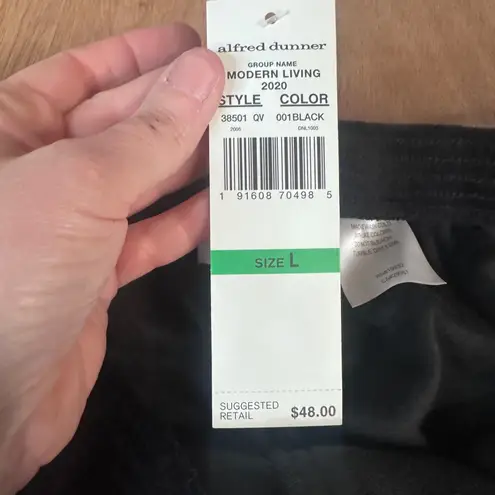 alfred dunner
GROUP NAME
MODERN LIVING
2020
STYLE COLOR
38501 QV 001BLACK
1 91608 70498 5
SIZE L
SUGGESTED
RETAIL $48.00